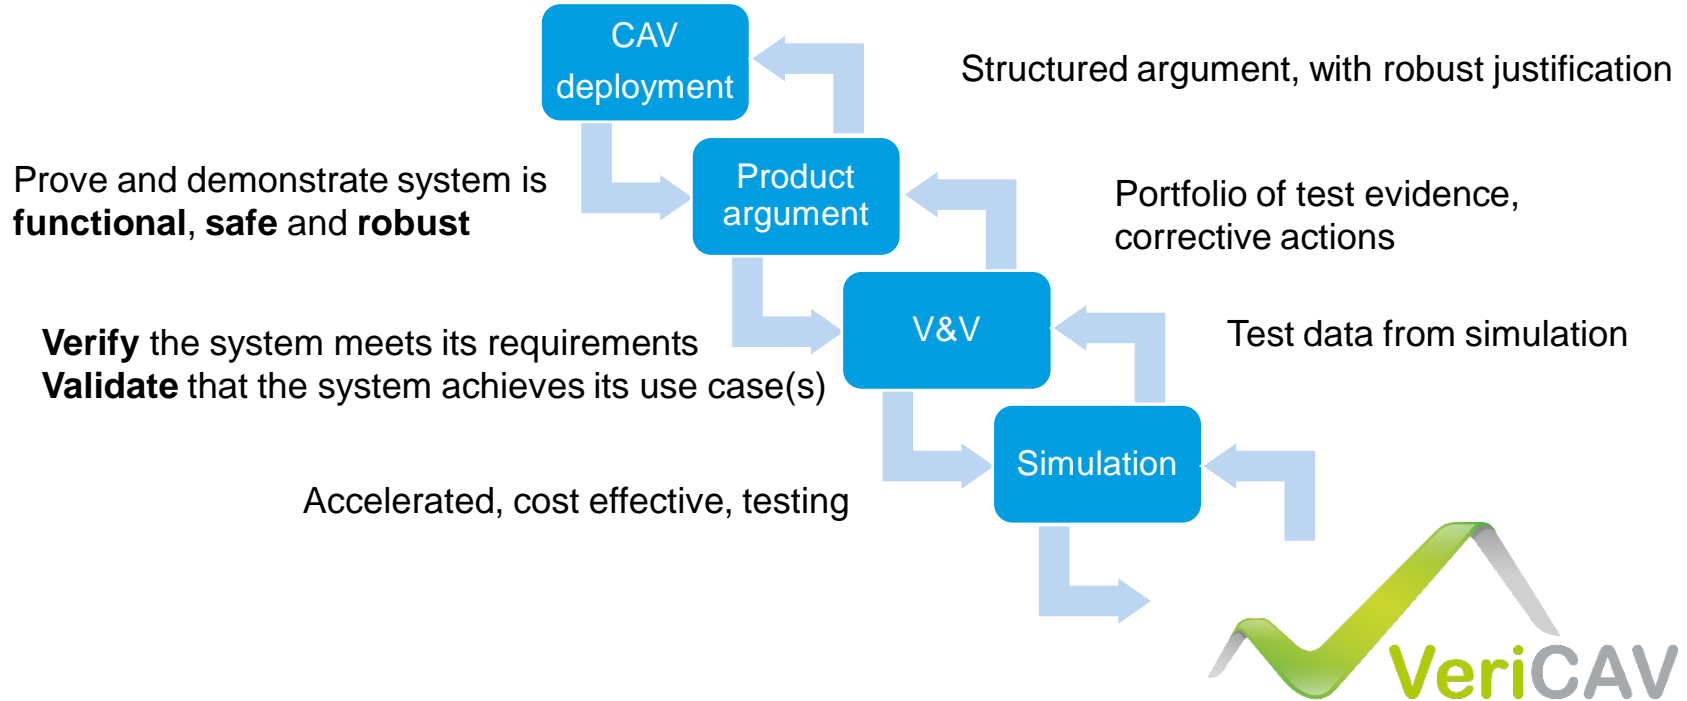 CAV
deployment
Structured argument, with robust justification
Prove and demonstrate system is
functional, safe and robust
Product
argument
Portfolio of test evidence,
corrective actions
Verify the system meets its requirements
Validate that the system achieves its use case(s)
V&V
Test data from simulation
Simulation
Accelerated, cost effective, testing
VeriCAV